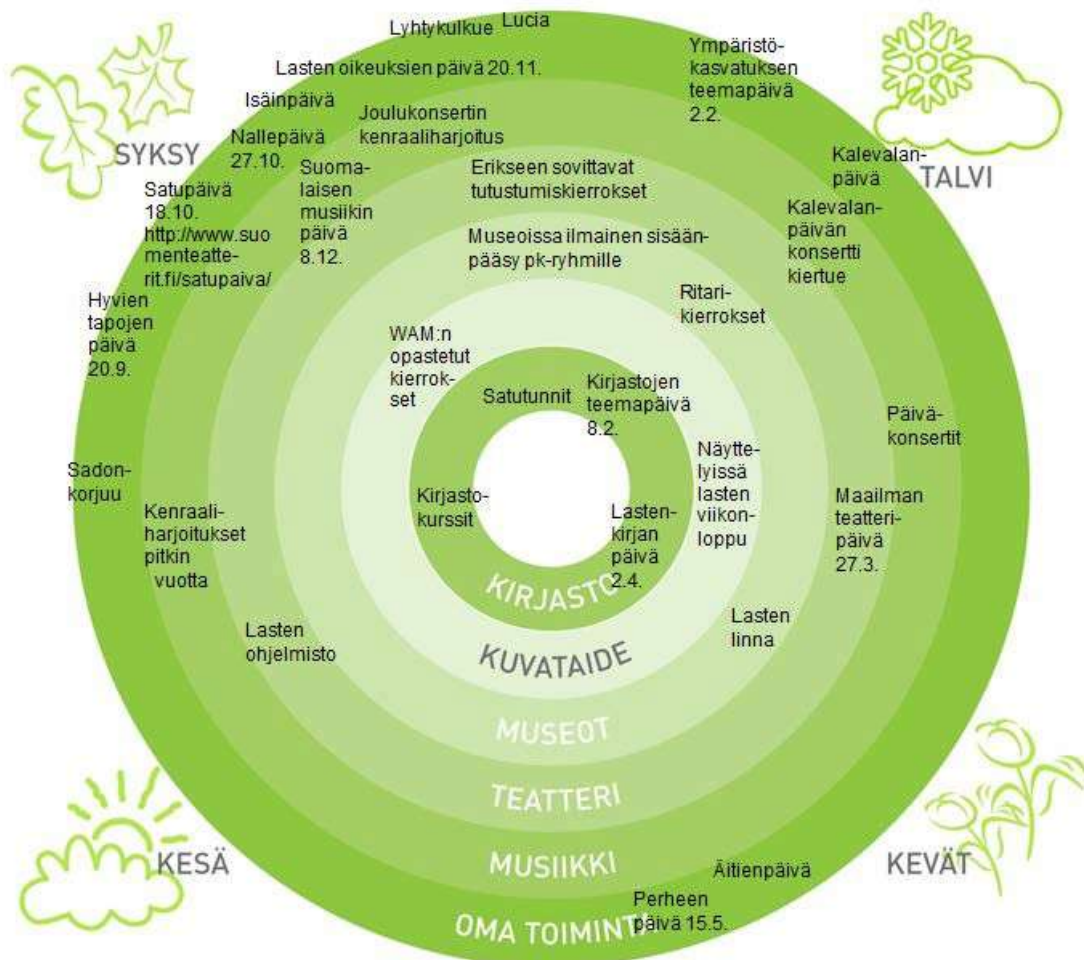 Lyhtykulkue
Lucia
Lasten oikeuksien päivä 20.11.
Isäinpäivä
Nallepäivä
27.10.
Joulukonsertin
kenraaliharjoitus
Ympäristö-
kasvatuksen
teemapäivä
2.2.
SYKSY
Satupäivä
18.10.
http://www.suo
menteatte-
rit.fi/satupaiva/
Suoma-
laisen
musiikin
päivä
8.12.
Erikseen sovittavat
tutustumiskierrokset
Museoissa ilmainen sisään-
pääsy pk-ryhmille
Kalevalan-
päivä
TALVI
Kalevalan-
päivän
konsertti
kiertue
Ritari-
kierrokset
Hyvien
tapojen
päivä
20.9.
WAM:n
opastetut
kierrok-
set
Satutunnit
Kirjastojen
teemapäivä
8.2.
Päivä-
konsertit
Sadon-
korjuu
Kenraali-
harjoitukset
pitkin
vuotta
Kirjasto-
kurssit
Lasten-
kirjan
päivä
2.4.
Näytte-
lyissä
lasten
viikon-
loppu
Maailman
teatteri-
päivä
27.3.
KIRJASTO
Lasten
ohjelmisto
Lasten
linna
KUVATAIDE
MUSEOT
TEATTERI
MUSIIKKI
KESÄ
KEVÄT
Äitienpäivä
Perheen
päivä 15.5.
OMA TOIMINTA